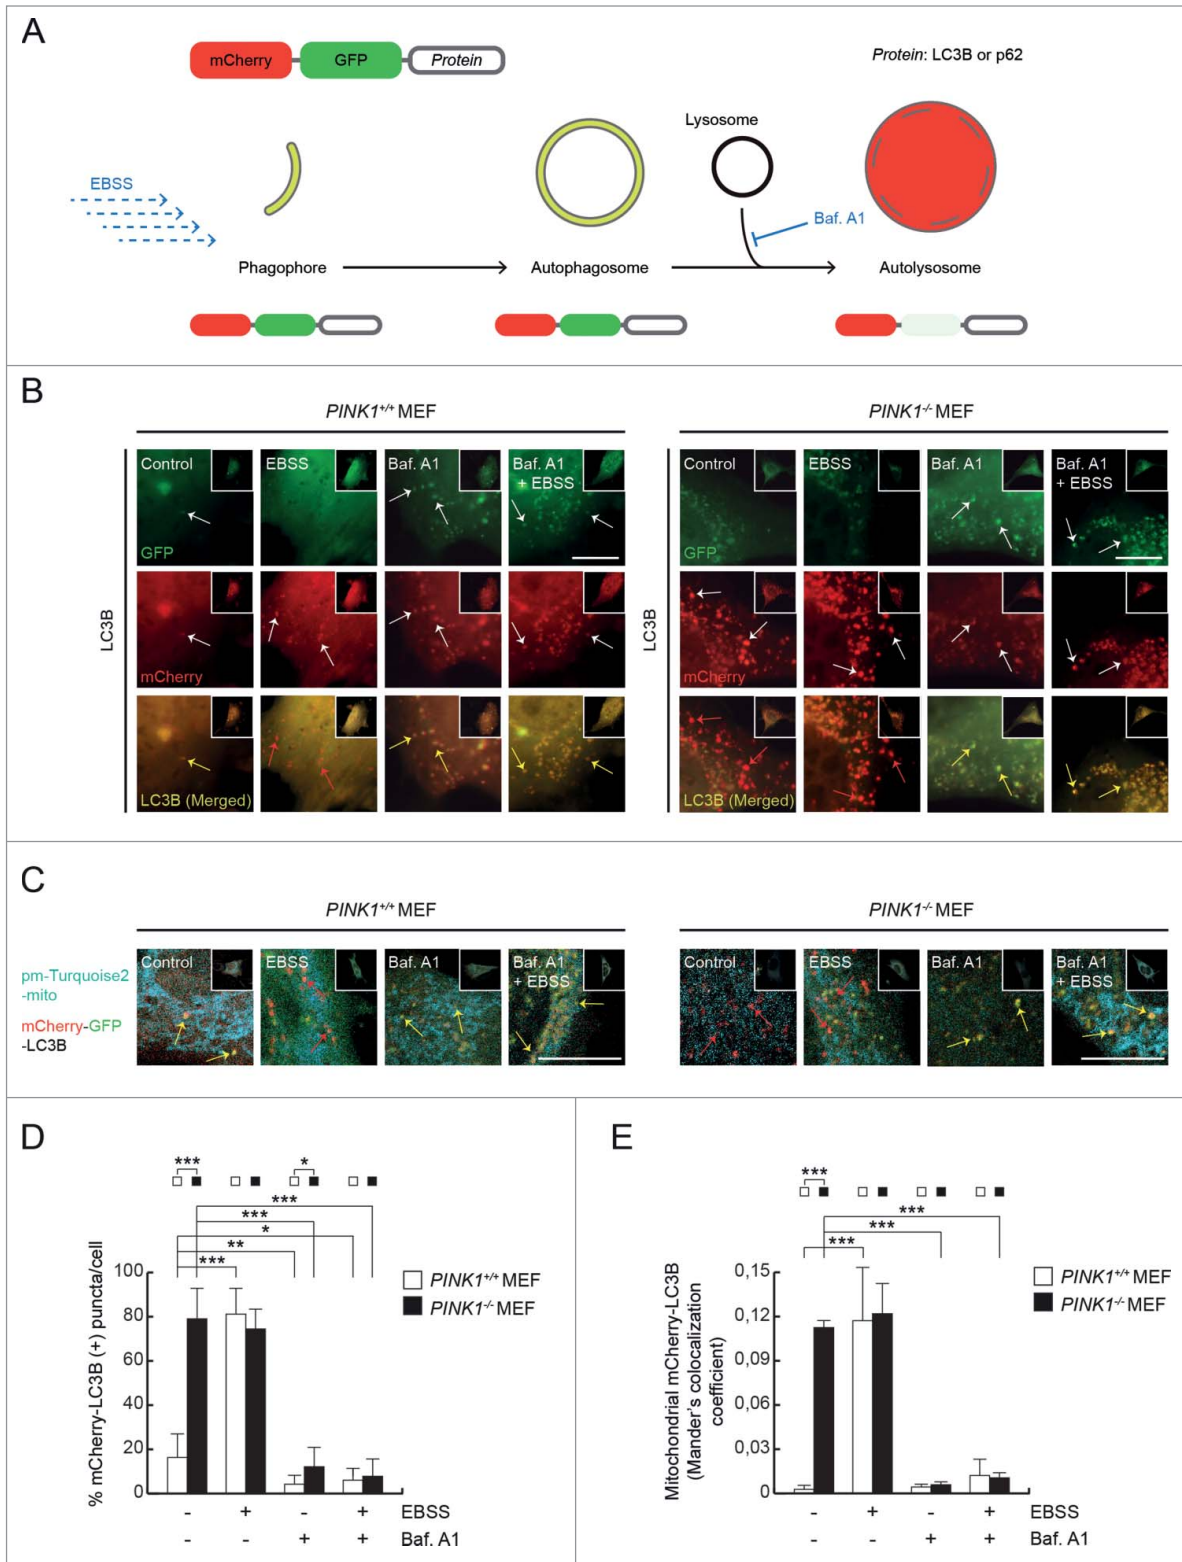 A
mCherry
GFP
Protein
Protein: LC3B or p62
Lysosome
EBSS
Baf. A1
Phagophore
Autophagosome
Autolysosome
B
PINK1+/+ MEF
PINK1-/- MEF
Control
EBSS
Baf. A1
Baf. A1
+ EBSS
Control
EBSS
Baf. A1
Baf. A1
+ EBSS
GFP
GFP
LC3B
LC3B
mCherry
mCherry
LC3B (Merged)
LC3B (Merged)
C
PINK1+/+ MEF
PINK1-/- MEF
pm-Turquoise2
-mito
mCherry-GFP
-LC3B
Control
EBSS
Baf. A1
Baf. A1
+ EBSS
Control
EBSS
Baf. A1
Baf. A1
+ EBSS
D
***
*
***
***
*
**
***
% mCherry-LC3B (+) puncta/cell
100
80
60
40
20
0
PINK1+/+ MEF
PINK1-/- MEF
- + - + EBSS
- - + + Baf. A1
E
***
***
***
***
Mitochondrial mCherry-LC3B
(Mander's colocalization
coefficient)
0,15
0,12
0,09
0,06
0,03
0
PINK1+/+ MEF
PINK1-/- MEF
- + - + EBSS
- - + + Baf. A1